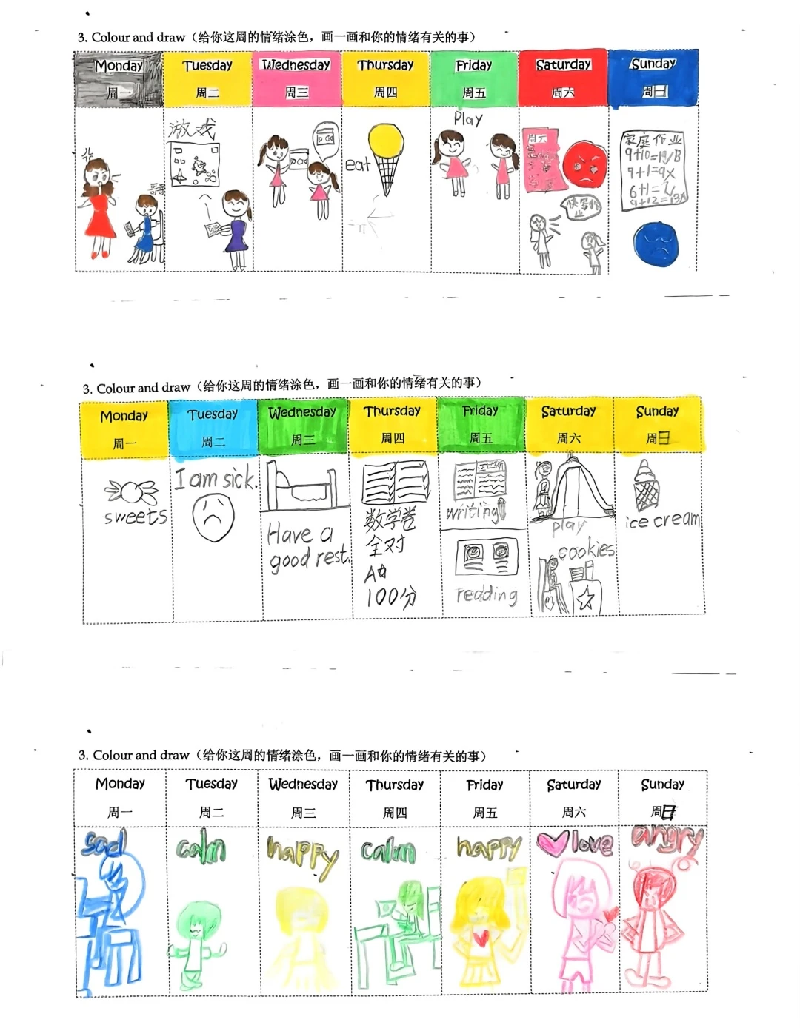 3. Colour and draw（给你这周的情绪涂色，画一画和你的情绪有关的事）
Monday Tuesday Wednesday Thursday Friday Saturday Sunday
周一 周二 周三 周四 周五 周六 周日
游戏
eat
Play
家庭作业
9+10=19/B
9+1=9x
3. Colour and draw（给你这周的情绪涂色，画一画和你的情绪有关的事）
Monday Tuesday Wednesday Thursday Friday Saturday Sunday
周一 周二 周三 周四 周五 周六 周日
sweets
I am sick.
Have a
good rest.
数学卷
全对
100分
writing
reading
play
cookies
ice cream
3. Colour and draw（给你这周的情绪涂色，画一画和你的情绪有关的事）
Monday Tuesday Wednesday Thursday Friday Saturday Sunday
周一 周二 周三 周四 周五 周六 周日
sad calm happy calm happy love angry